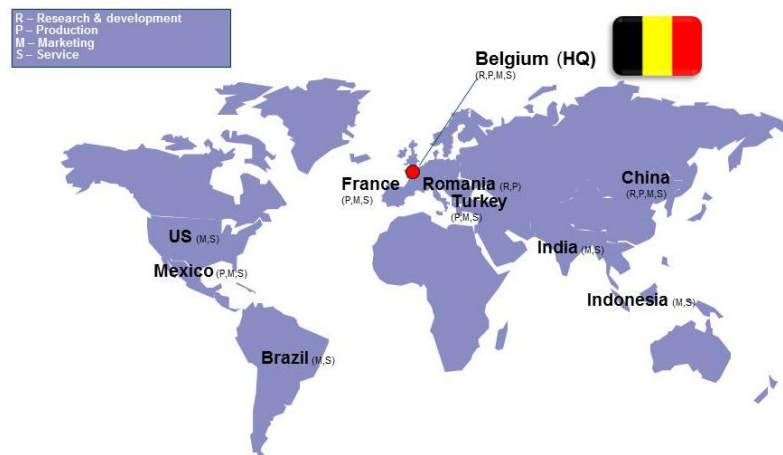 R – Research & development
P – Production
M – Marketing
S – Service
Belgium (HQ)
(R,P,M,S)
France
(P,M,S)
Romania (R,P)
Turkey
(P,M,S)
China
(R,P,M,S)
US (M,S)
Mexico (P,M,S)
India (M,S)
Indonesia (M,S)
Brazil (M,S)